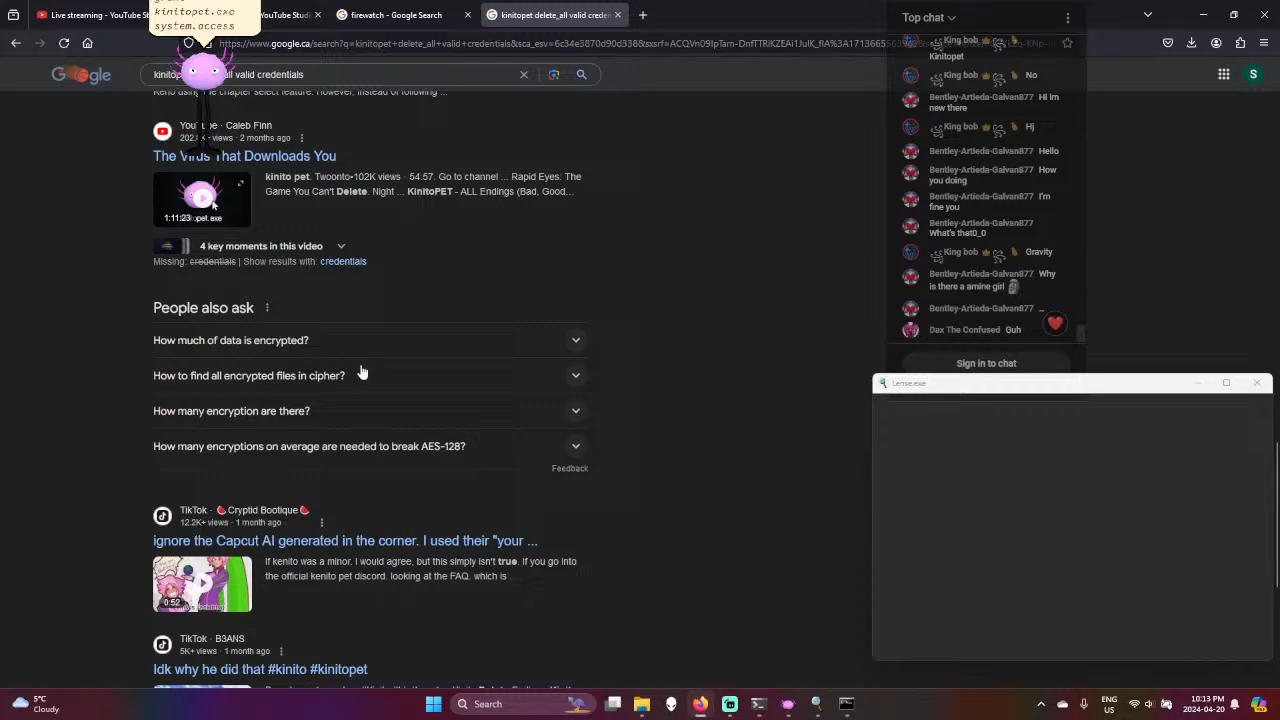 kinitopet.exe
system.access
Live streaming - YouTube Studi
YouTube Studi
firewatch - Google Search
kinitopet delete_all valid creden
Google
all valid credentials
S
YouTube · Caleb Finn
views · 2 months ago
The Virus That Downloads You
kinito pet. Twoonto•102K views · 54.57. Go to channel ... Rapid Eyes: The
Game You Can't Delete. Night ... KinitoPET - ALL Endings (Bad, Good...
1:11:23
pet.exe
4 key moments in this video
Missing: credentials | Show results with: credentials
People also ask
How much of data is encrypted?
How to find all encrypted files in cipher?
How many encryption are there?
How many encryptions on average are needed to break AES-128?
Feedback
TikTok · 🍉Cryptid Bootique🍉
12.2K+ views · 1 month ago
ignore the Capcut AI generated in the corner. I used their "your ...
If kenito was a minor. I would agree, but this simply isn't true. If you go into
the official kenito pet discord. looking at the FAQ. which is
0:52
TikTok · B3ANS
5K+ views · 1 month ago
Idk why he did that #kinito #kinitopet
Top chat
King bob
Kinitopet
King bob No
Bentley-Artieda-Galvan877 Hi Im
new there
King bob Hj
Bentley-Artieda-Galvan877 Hello
Bentley-Artieda-Galvan877 How
you doing
Bentley-Artieda-Galvan877 I'm
fine you
Bentley-Artieda-Galvan877
What's that0_0
King bob Gravity
Bentley-Artieda-Galvan877 Why
is there a amine girl 🗿
Bentley-Artieda-Galvan877 _
Dax The Confused Guh
Sign in to chat
Lense.exe
5°C
Cloudy
Search
ENG
US
10:13 PM
2024-04-20